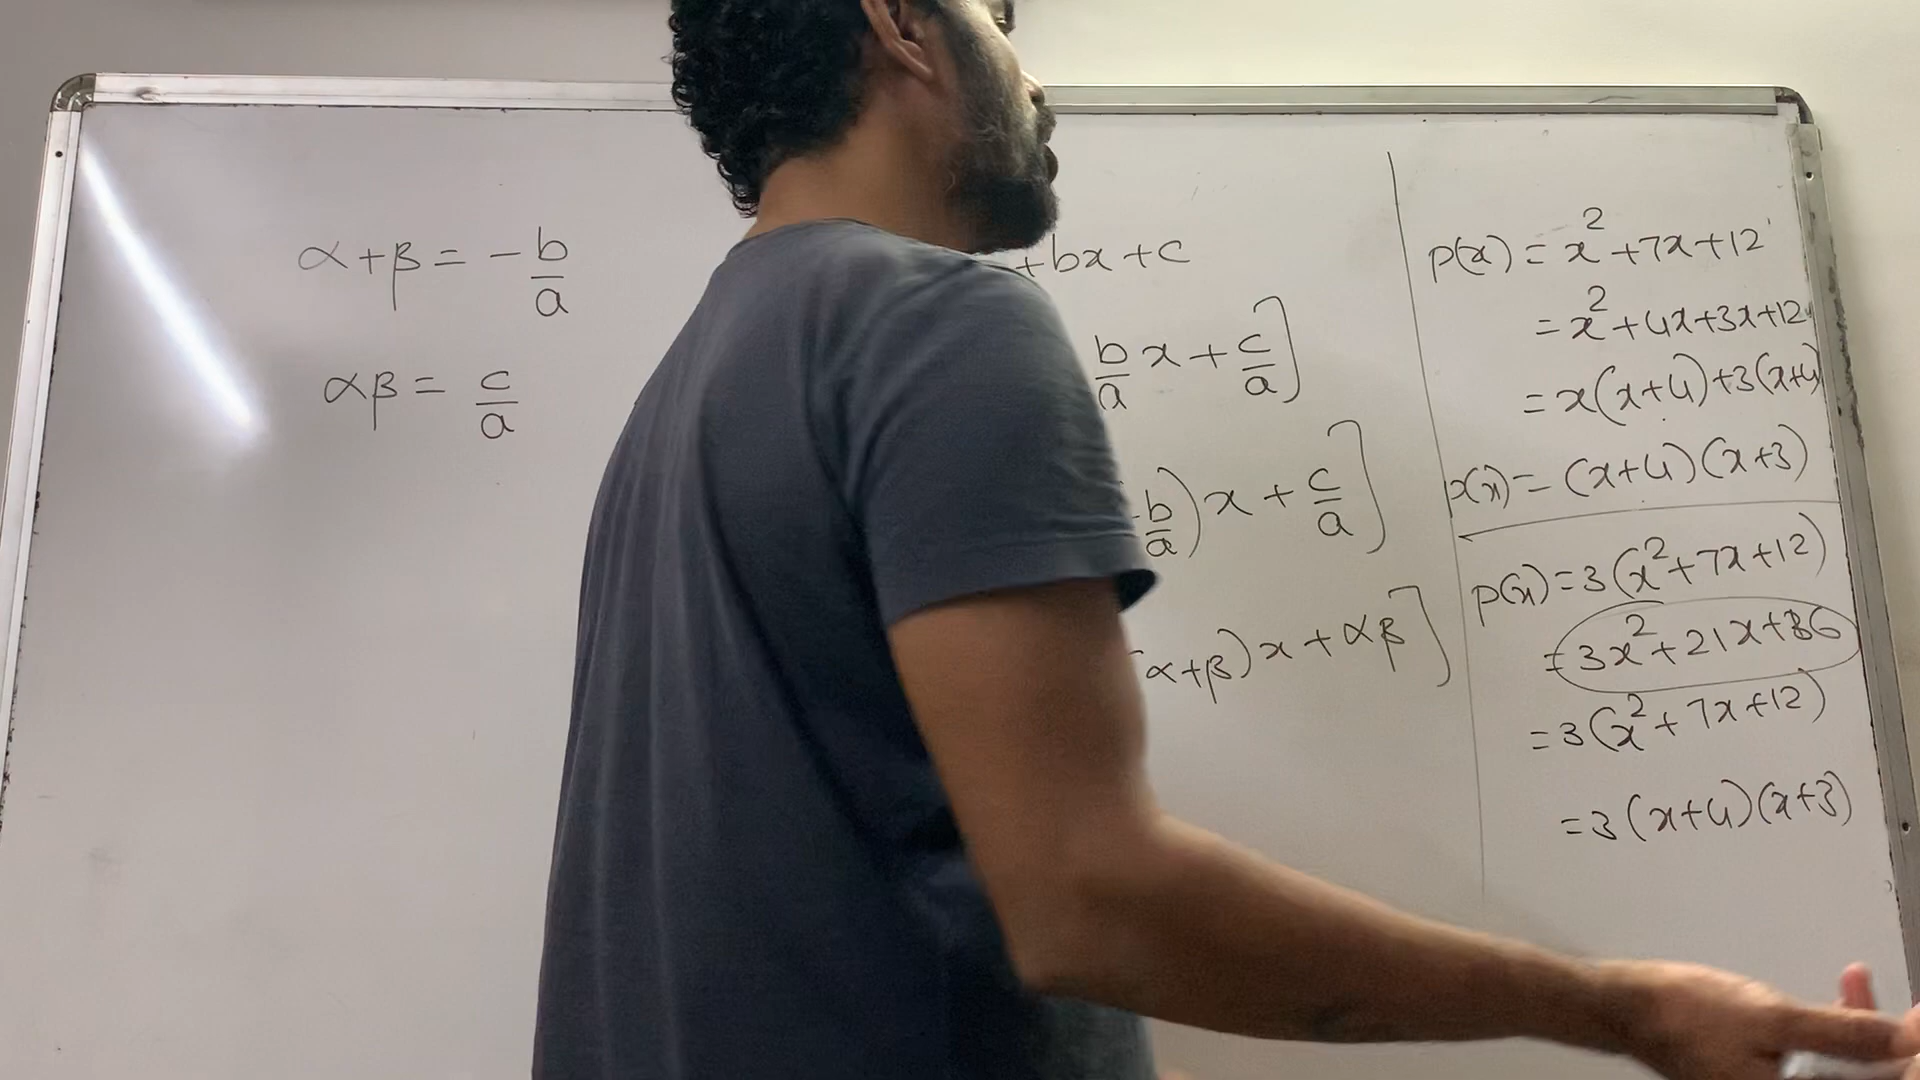 α+β = -b/a
αβ = c/a
+bx+c
b/a x + c/a]
-b/a)x + c/a]
α+β)x + αβ]
p(x) = x²+7x+12
= x²+4x+3x+12
= x(x+4)+3(x+4)
p(x) = (x+4)(x+3)
p(x) = 3(x²+7x+12)
= 3x²+21x+36
= 3(x²+7x+12)
= 3(x+4)(x+3)